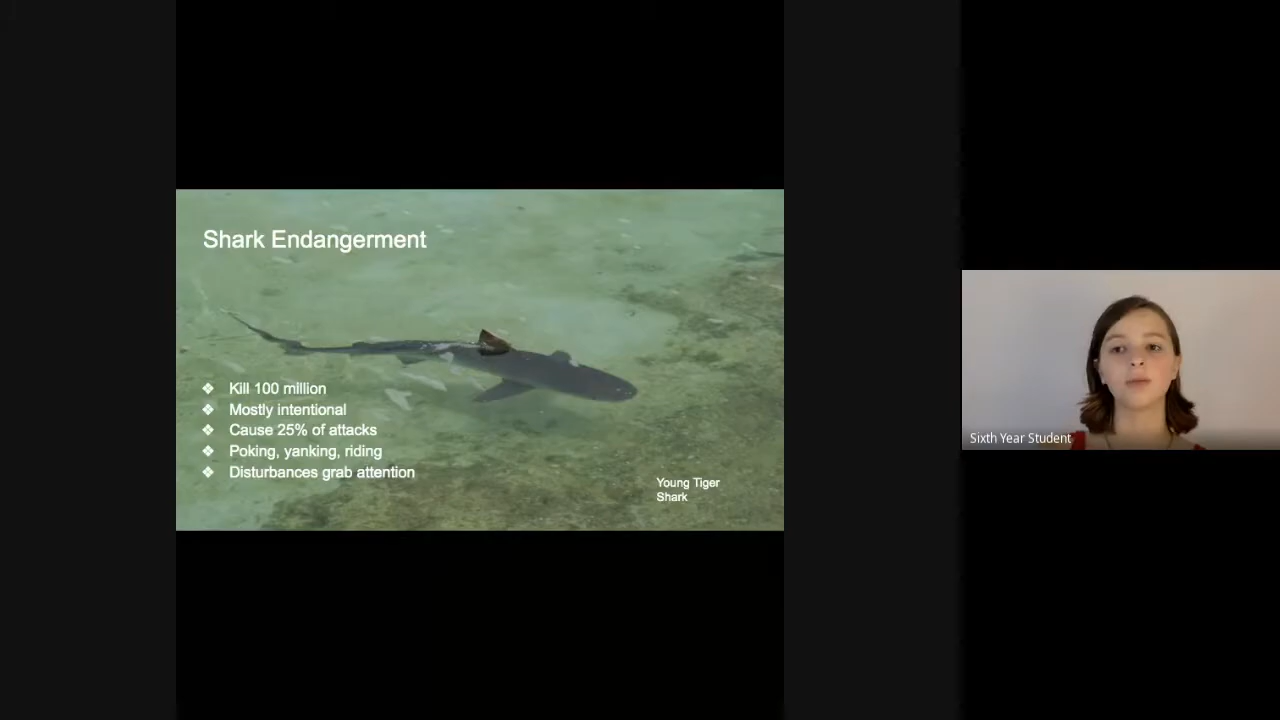 Shark Endangerment
❖ Kill 100 million
❖ Mostly intentional
❖ Cause 25% of attacks
❖ Poking, yanking, riding
❖ Disturbances grab attention
Young Tiger
Shark
Sixth Year Student